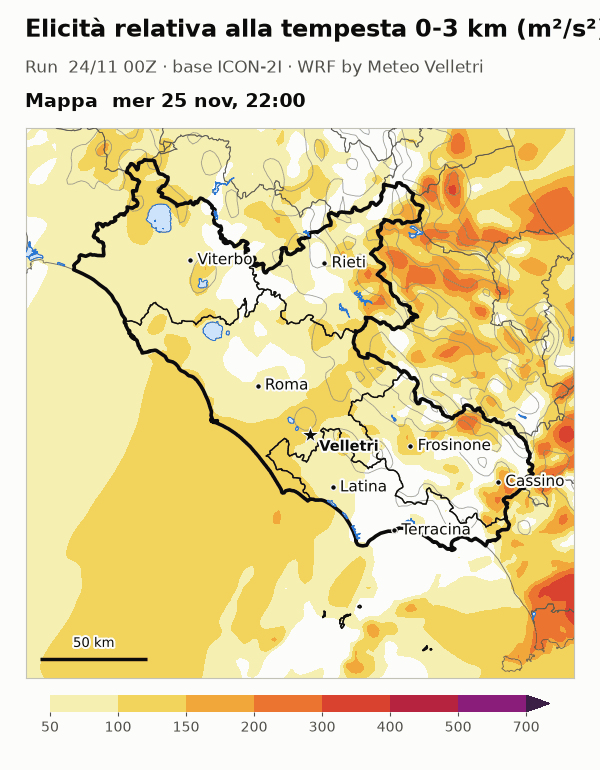 Elicità relativa alla tempesta 0-3 km (m²/s²)
Run 24/11 00Z · base ICON-2I · WRF by Meteo Velletri
Mappa mer 25 nov, 22:00
Viterbo
Rieti
Roma
Velletri
Frosinone
Cassino
Latina
Terracina
50 km
50 100 150 200 300 400 500 700